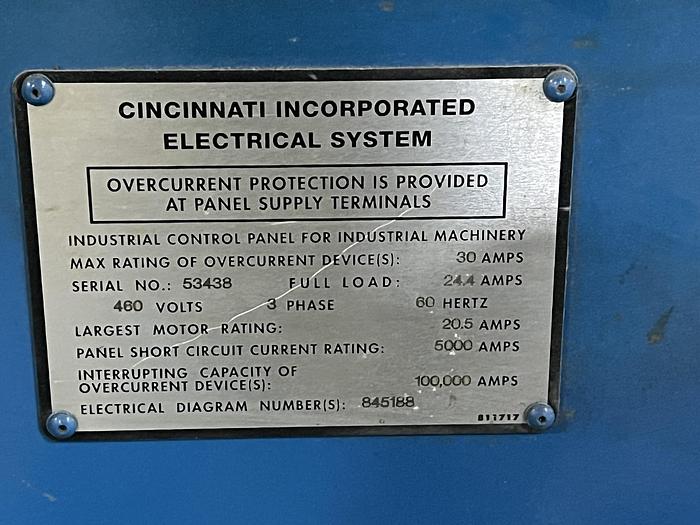 CINCINNATI INCORPORATED
ELECTRICAL SYSTEM
OVERCURRENT PROTECTION IS PROVIDED
AT PANEL SUPPLY TERMINALS
INDUSTRIAL CONTROL PANEL FOR INDUSTRIAL MACHINERY
MAX RATING OF OVERCURRENT DEVICE(S): 30 AMPS
SERIAL NO.: 53438 FULL LOAD: 24.4 AMPS
460 VOLTS 3 PHASE 60 HERTZ
LARGEST MOTOR RATING: 20.5 AMPS
PANEL SHORT CIRCUIT CURRENT RATING: 5000 AMPS
INTERRUPTING CAPACITY OF
OVERCURRENT DEVICE(S): 100,000 AMPS
ELECTRICAL DIAGRAM NUMBER(S): 845188
811717